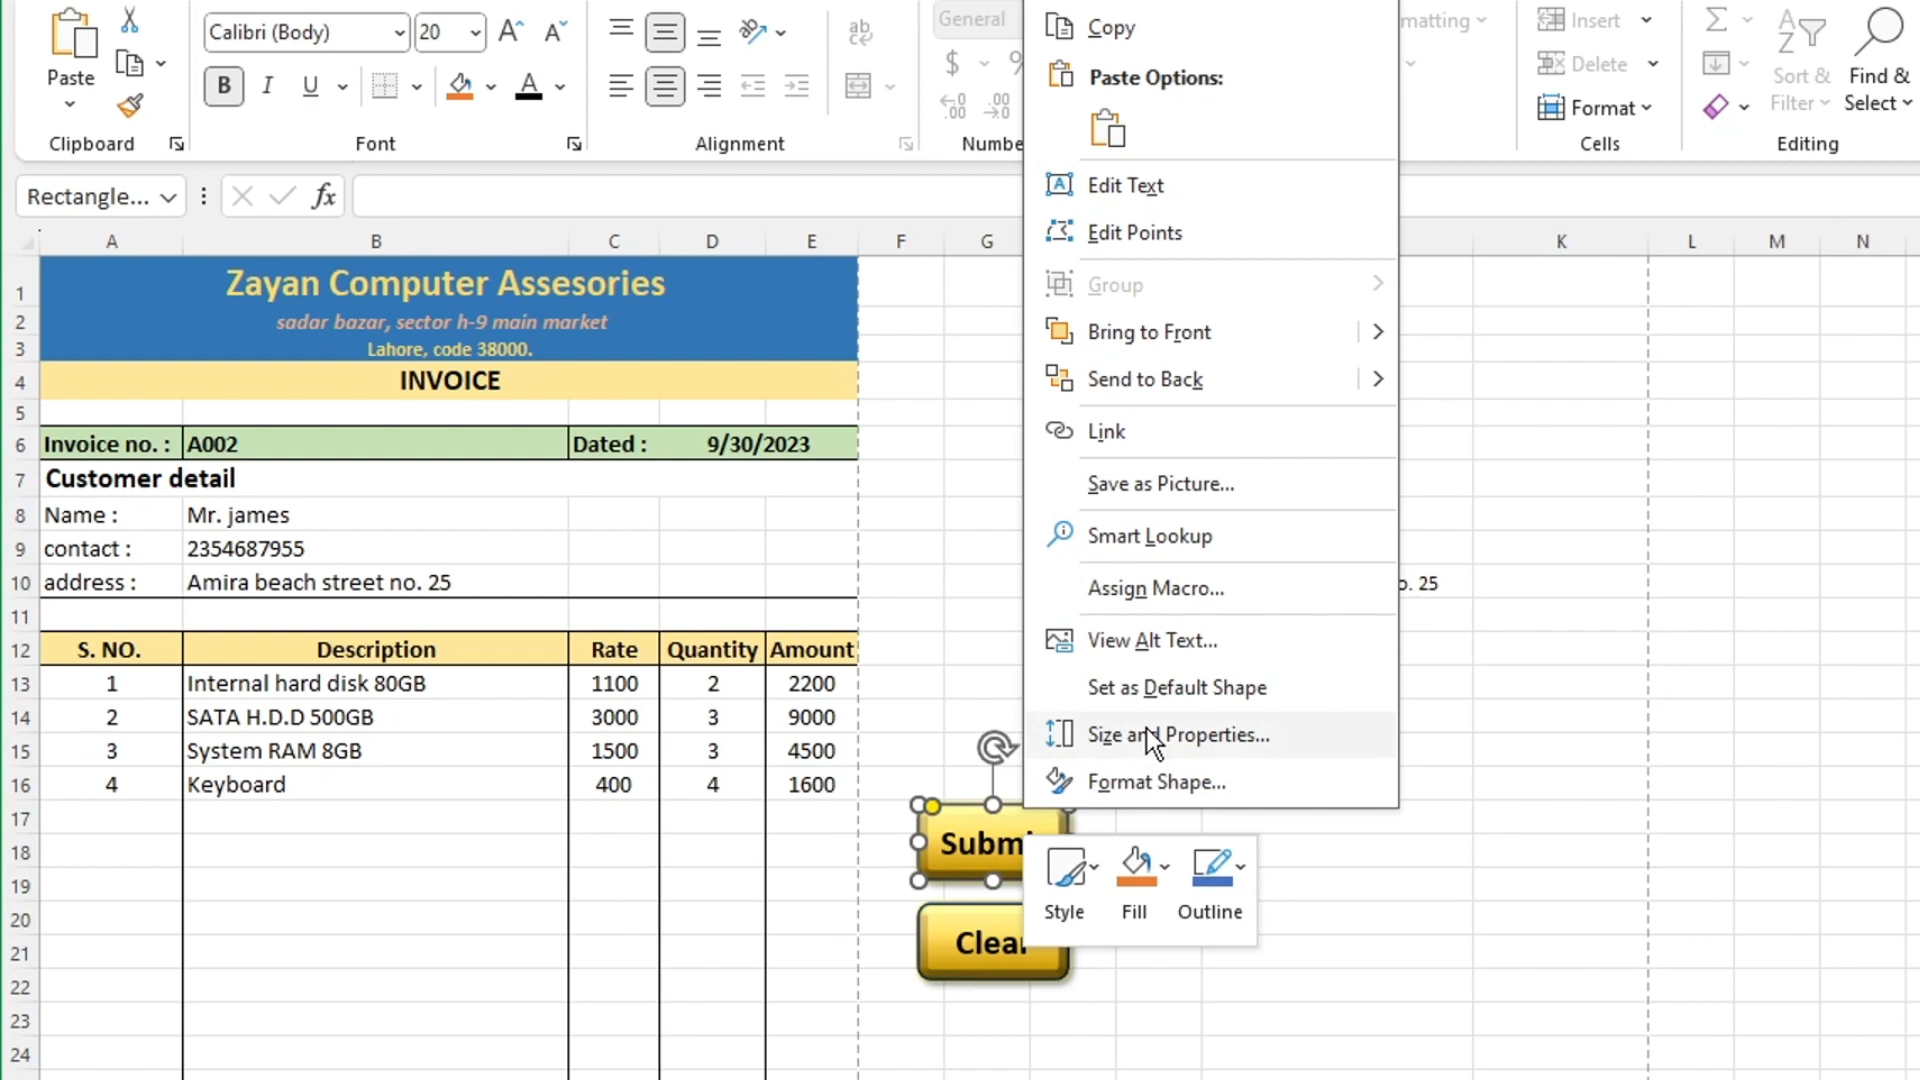 Calibri (Body) 20
General
Paste
Clipboard
B I U A
Font
ab
Alignment
$ %
Numbe
matting
Insert
Delete
Format
Cells
Sort & Filter
Find & Select
Editing
Rectangle...
fx
A B C D E F G K L M N
1 Zayan Computer Assesories
2 sadar bazar, sector h-9 main market
3 Lahore, code 38000.
4 INVOICE
5
6 Invoice no. : A002 Dated : 9/30/2023
7 Customer detail
8 Name : Mr. james
9 contact : 2354687955
10 address : Amira beach street no. 25
11
12 S. NO. Description Rate Quantity Amount
13 1 Internal hard disk 80GB 1100 2 2200
14 2 SATA H.D.D 500GB 3000 3 9000
15 3 System RAM 8GB 1500 3 4500
16 4 Keyboard 400 4 1600
17
18
19
20
21
22
23
24
Copy
Paste Options:
Edit Text
Edit Points
Group
Bring to Front
Send to Back
Link
Save as Picture...
Smart Lookup
Assign Macro...
View Alt Text...
Set as Default Shape
Size and Properties...
Format Shape...
o. 25
Submi
Clear
Style Fill Outline